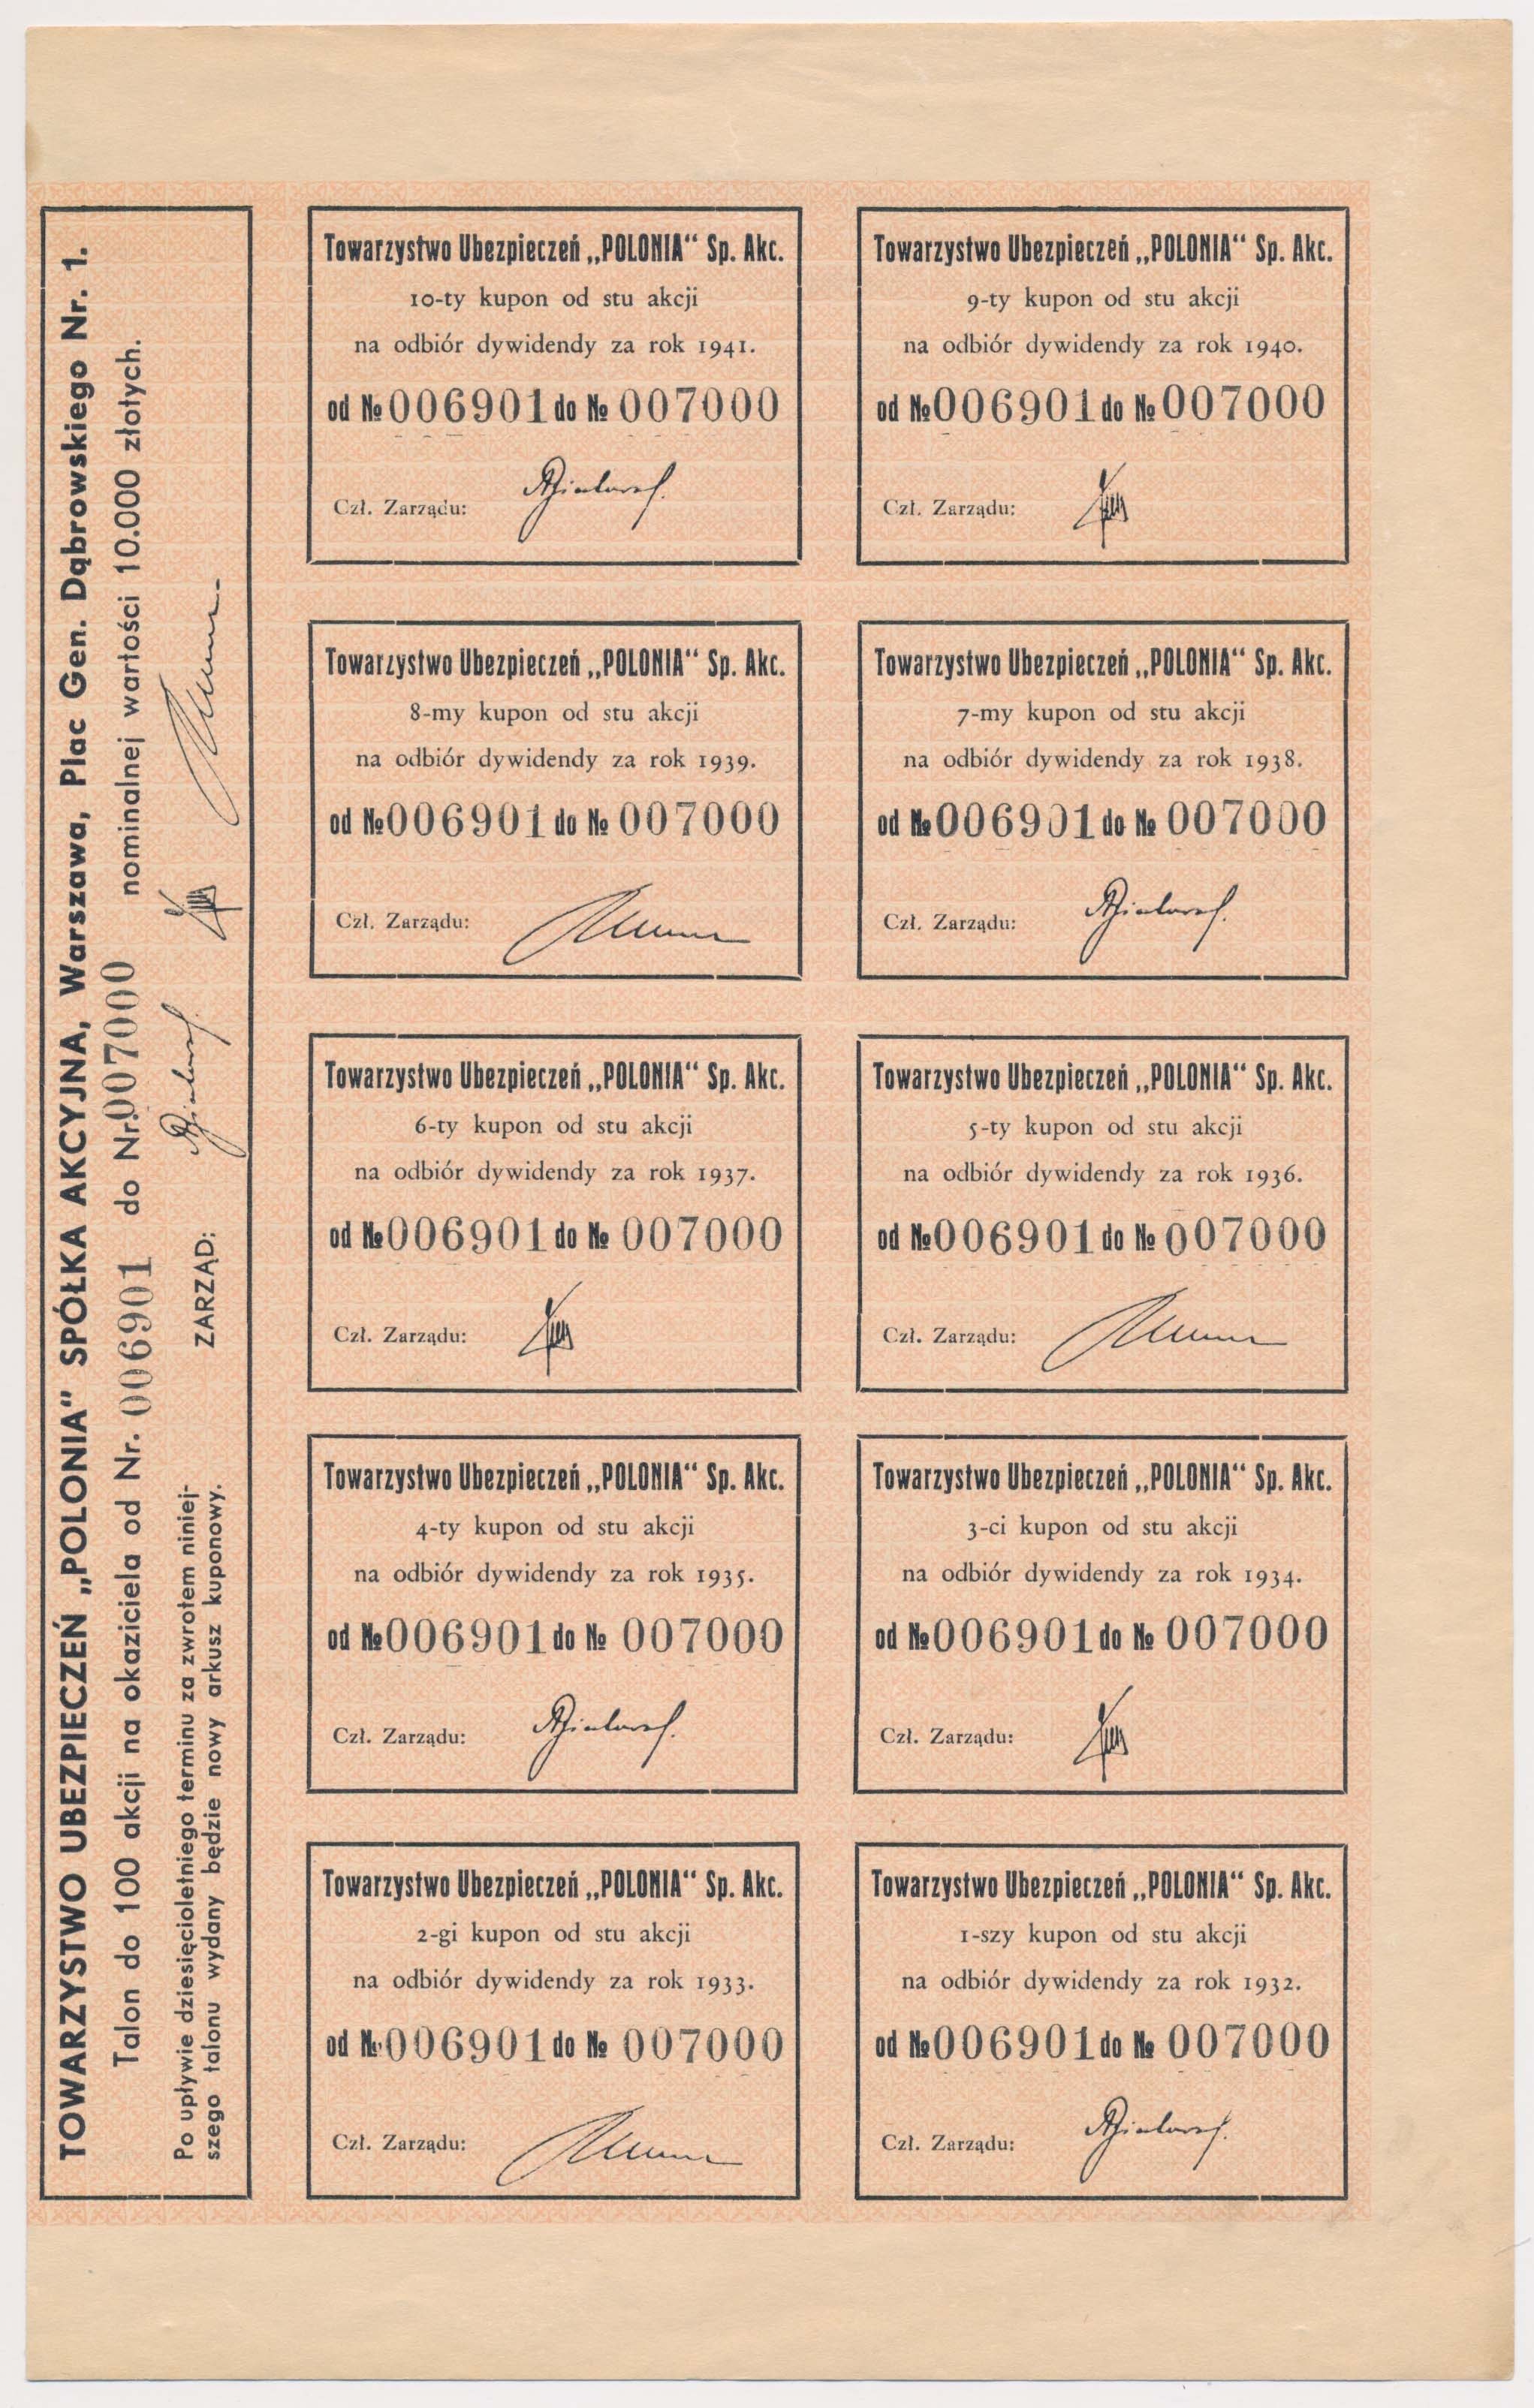 TOWARZYSTWO UBEZPIECZEŃ „POLONIA" SPÓŁKA AKCYJNA, Warszawa, Plac Gen. Dąbrowskiego Nr. 1.
Talon do 100 akcji na okaziciela od Nr. 006901 do Nr. 007000 nominalnej wartości 10.000 złotych.
Po upływie dziesięcioletniego terminu za zwrotem niniej-
szego talonu wydany będzie nowy arkusz kuponowy.
ZARZĄD:
Towarzystwo Ubezpieczeń „POLONIA" Sp. Akc.
10-ty kupon od stu akcji
na odbiór dywidendy za rok 1941.
od № 006901 do № 007000
Czł. Zarządu:
Towarzystwo Ubezpieczeń „POLONIA" Sp. Akc.
9-ty kupon od stu akcji
na odbiór dywidendy za rok 1940.
od № 006901 do № 007000
Czł. Zarządu:
Towarzystwo Ubezpieczeń „POLONIA" Sp. Akc.
8-my kupon od stu akcji
na odbiór dywidendy za rok 1939.
od № 006901 do № 007000
Czł. Zarządu:
Towarzystwo Ubezpieczeń „POLONIA" Sp. Akc.
7-my kupon od stu akcji
na odbiór dywidendy za rok 1938.
od № 006901 do № 007000
Czł. Zarządu:
Towarzystwo Ubezpieczeń „POLONIA" Sp. Akc.
6-ty kupon od stu akcji
na odbiór dywidendy za rok 1937.
od № 006901 do № 007000
Czł. Zarządu:
Towarzystwo Ubezpieczeń „POLONIA" Sp. Akc.
5-ty kupon od stu akcji
na odbiór dywidendy za rok 1936.
od № 006901 do № 007000
Czł. Zarządu:
Towarzystwo Ubezpieczeń „POLONIA" Sp. Akc.
4-ty kupon od stu akcji
na odbiór dywidendy za rok 1935.
od № 006901 do № 007000
Czł. Zarządu:
Towarzystwo Ubezpieczeń „POLONIA" Sp. Akc.
3-ci kupon od stu akcji
na odbiór dywidendy za rok 1934.
od № 006901 do № 007000
Czł. Zarządu:
Towarzystwo Ubezpieczeń „POLONIA" Sp. Akc.
2-gi kupon od stu akcji
na odbiór dywidendy za rok 1933.
od № 006901 do № 007000
Czł. Zarządu:
Towarzystwo Ubezpieczeń „POLONIA" Sp. Akc.
1-szy kupon od stu akcji
na odbiór dywidendy za rok 1932.
od № 006901 do № 007000
Czł. Zarządu: